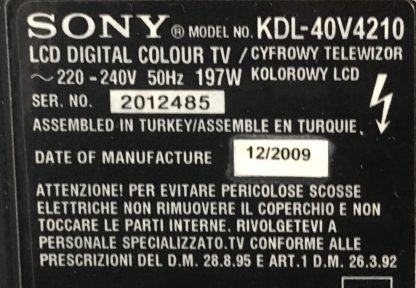 SONY ® MODEL NO. KDL-40V4210
LCD DIGITAL COLOUR TV / CYFROWY TELEWIZOR
~ 220 - 240V 50Hz 197W KOLOROWY LCD
SER. NO. 2012485
ASSEMBLED IN TURKEY/ASSEMBLE EN TURQUIE.
DATE OF MANUFACTURE 12/2009
ATTENZIONE! PER EVITARE PERICOLOSE SCOSSE
ELETTRICHE NON RIMUOVERE IL COPERCHIO E NON
TOCCARE LE PARTI INTERNE. RIVOLGETEVI A
PERSONALE SPECIALIZZATO.TV CONFORME ALLE
PRESCRIZIONI DEL D.M. 28.8.95 E ART.1 D.M. 26.3.92